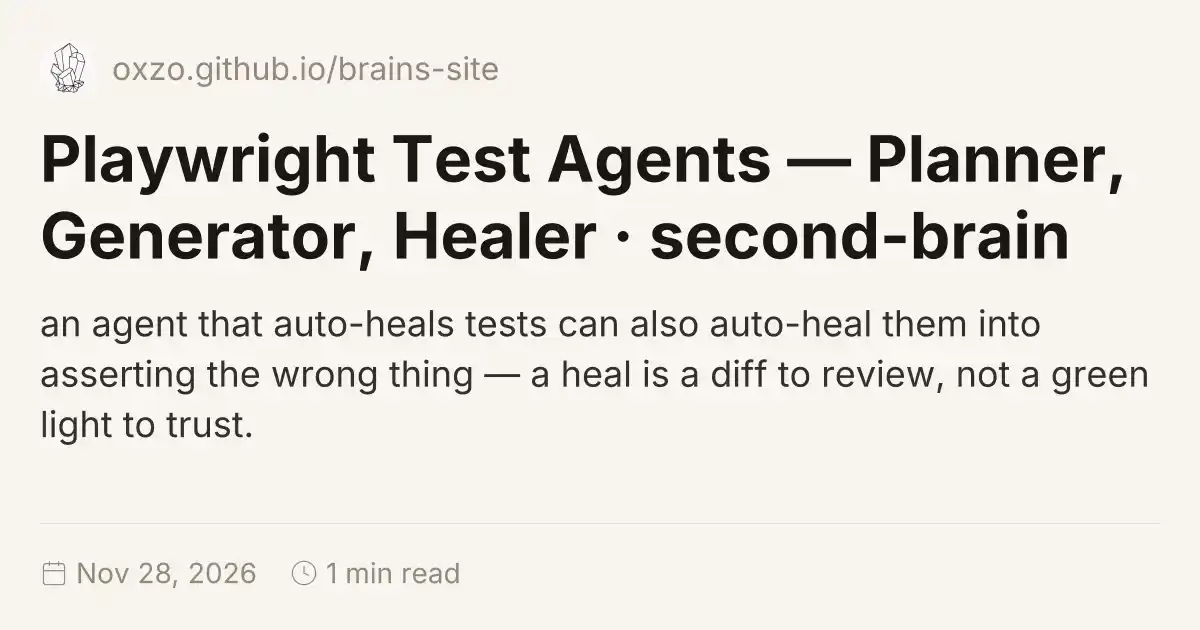 oxzo.github.io/brains-site
Playwright Test Agents — Planner,
Generator, Healer · second-brain
an agent that auto-heals tests can also auto-heal them into
asserting the wrong thing — a heal is a diff to review, not a green
light to trust.
Nov 28, 2026 1 min read